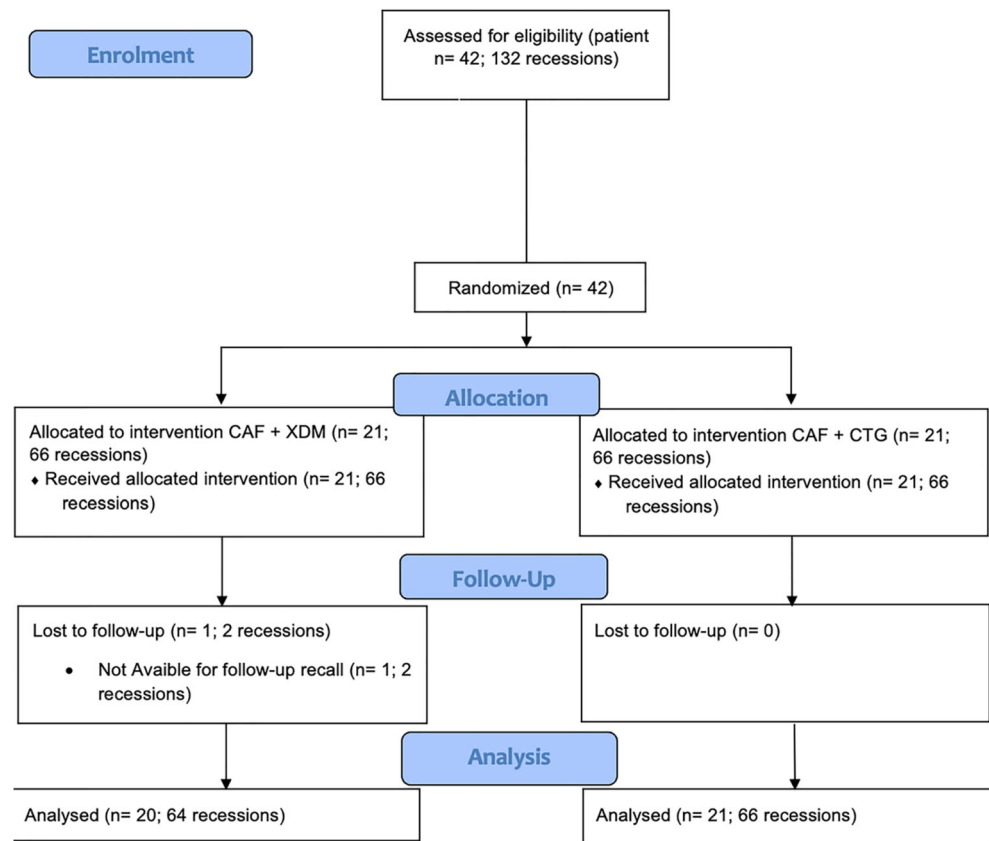 Enrolment
Assessed for eligibility (patient
n= 42; 132 recessions)
Randomized (n= 42)
Allocation
Allocated to intervention CAF + XDM (n= 21;
66 recessions)
♦ Received allocated intervention (n= 21; 66
recessions)
Allocated to intervention CAF + CTG (n= 21;
66 recessions)
♦ Received allocated intervention (n= 21; 66
recessions)
Follow-Up
Lost to follow-up (n= 1; 2 recessions)
• Not Avaible for follow-up recall (n= 1; 2
recessions)
Lost to follow-up (n= 0)
Analysis
Analysed (n= 20; 64 recessions)
Analysed (n= 21; 66 recessions)